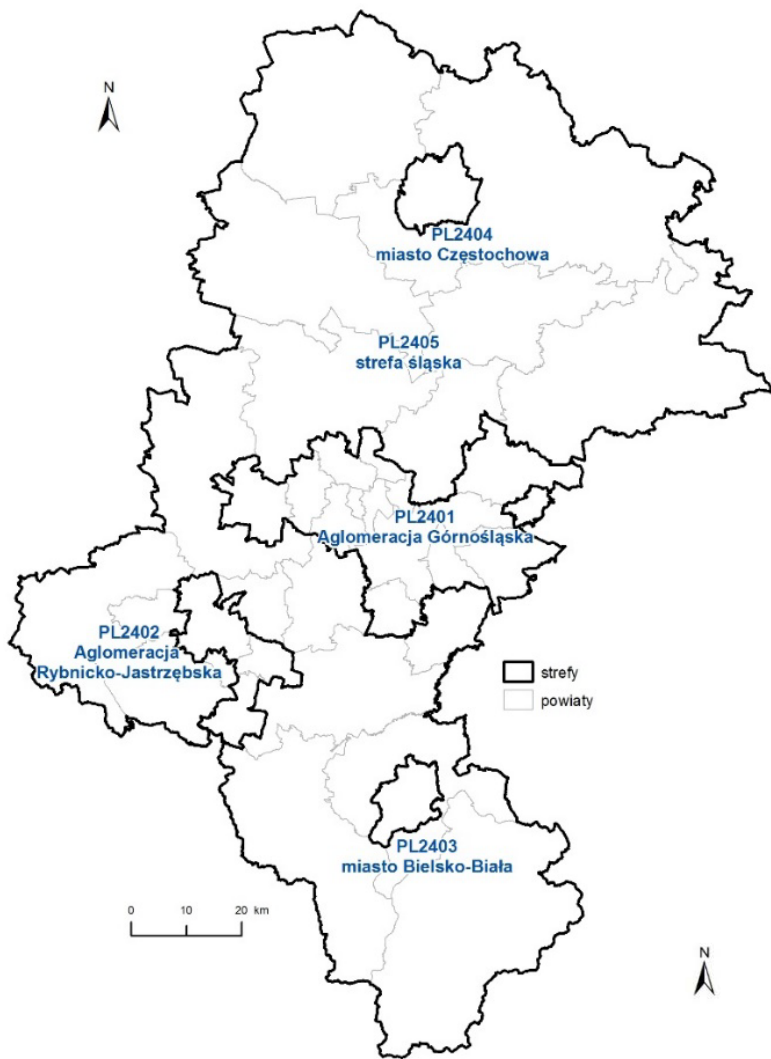 N
PL2404
miasto Częstochowa
PL2405
strefa śląska
PL2401
Aglomeracja Górnośląska
PL2402
Aglomeracja
Rybnicko-Jastrzębska
strefy
powiaty
PL2403
miasto Bielsko-Biała
0 10 20 km
N